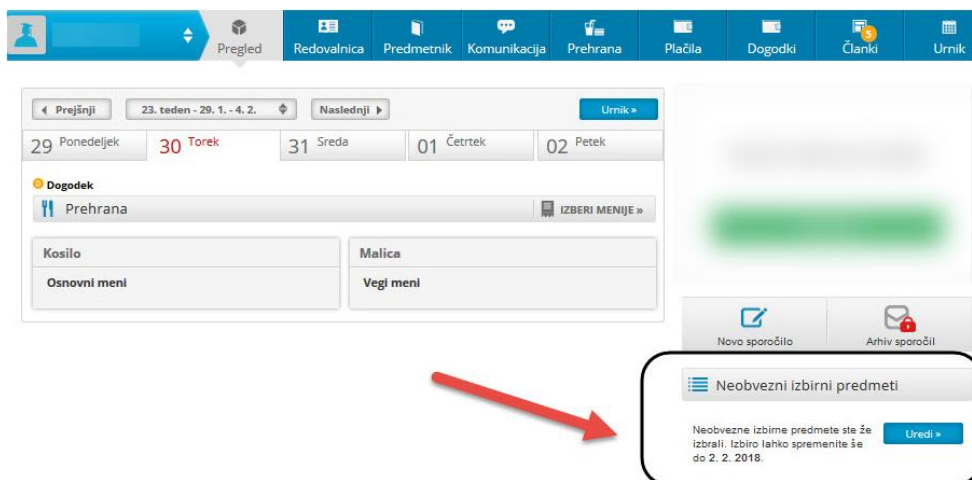 Pregled
Redovalnica
Predmetnik
Komunikacija
Prehrana
Plačila
Dogodki
5
Članki
Urnik
Prejšnji
23. teden - 29. 1. - 4. 2.
Naslednji
Urnik »
29 Ponedeljek
30 Torek
31 Sreda
01 Četrtek
02 Petek
D Dogodek
Prehrana
IZBERI MENIJE »
Kosilo
Malica
Osnovni meni
Vegi meni
Novo sporočilo
Arhiv sporočil
Neobvezni izbirni predmeti
Neobvezne izbirne predmete ste že
izbrali. Izbiro lahko spremenite še
do 2. 2. 2018.
Uredi »